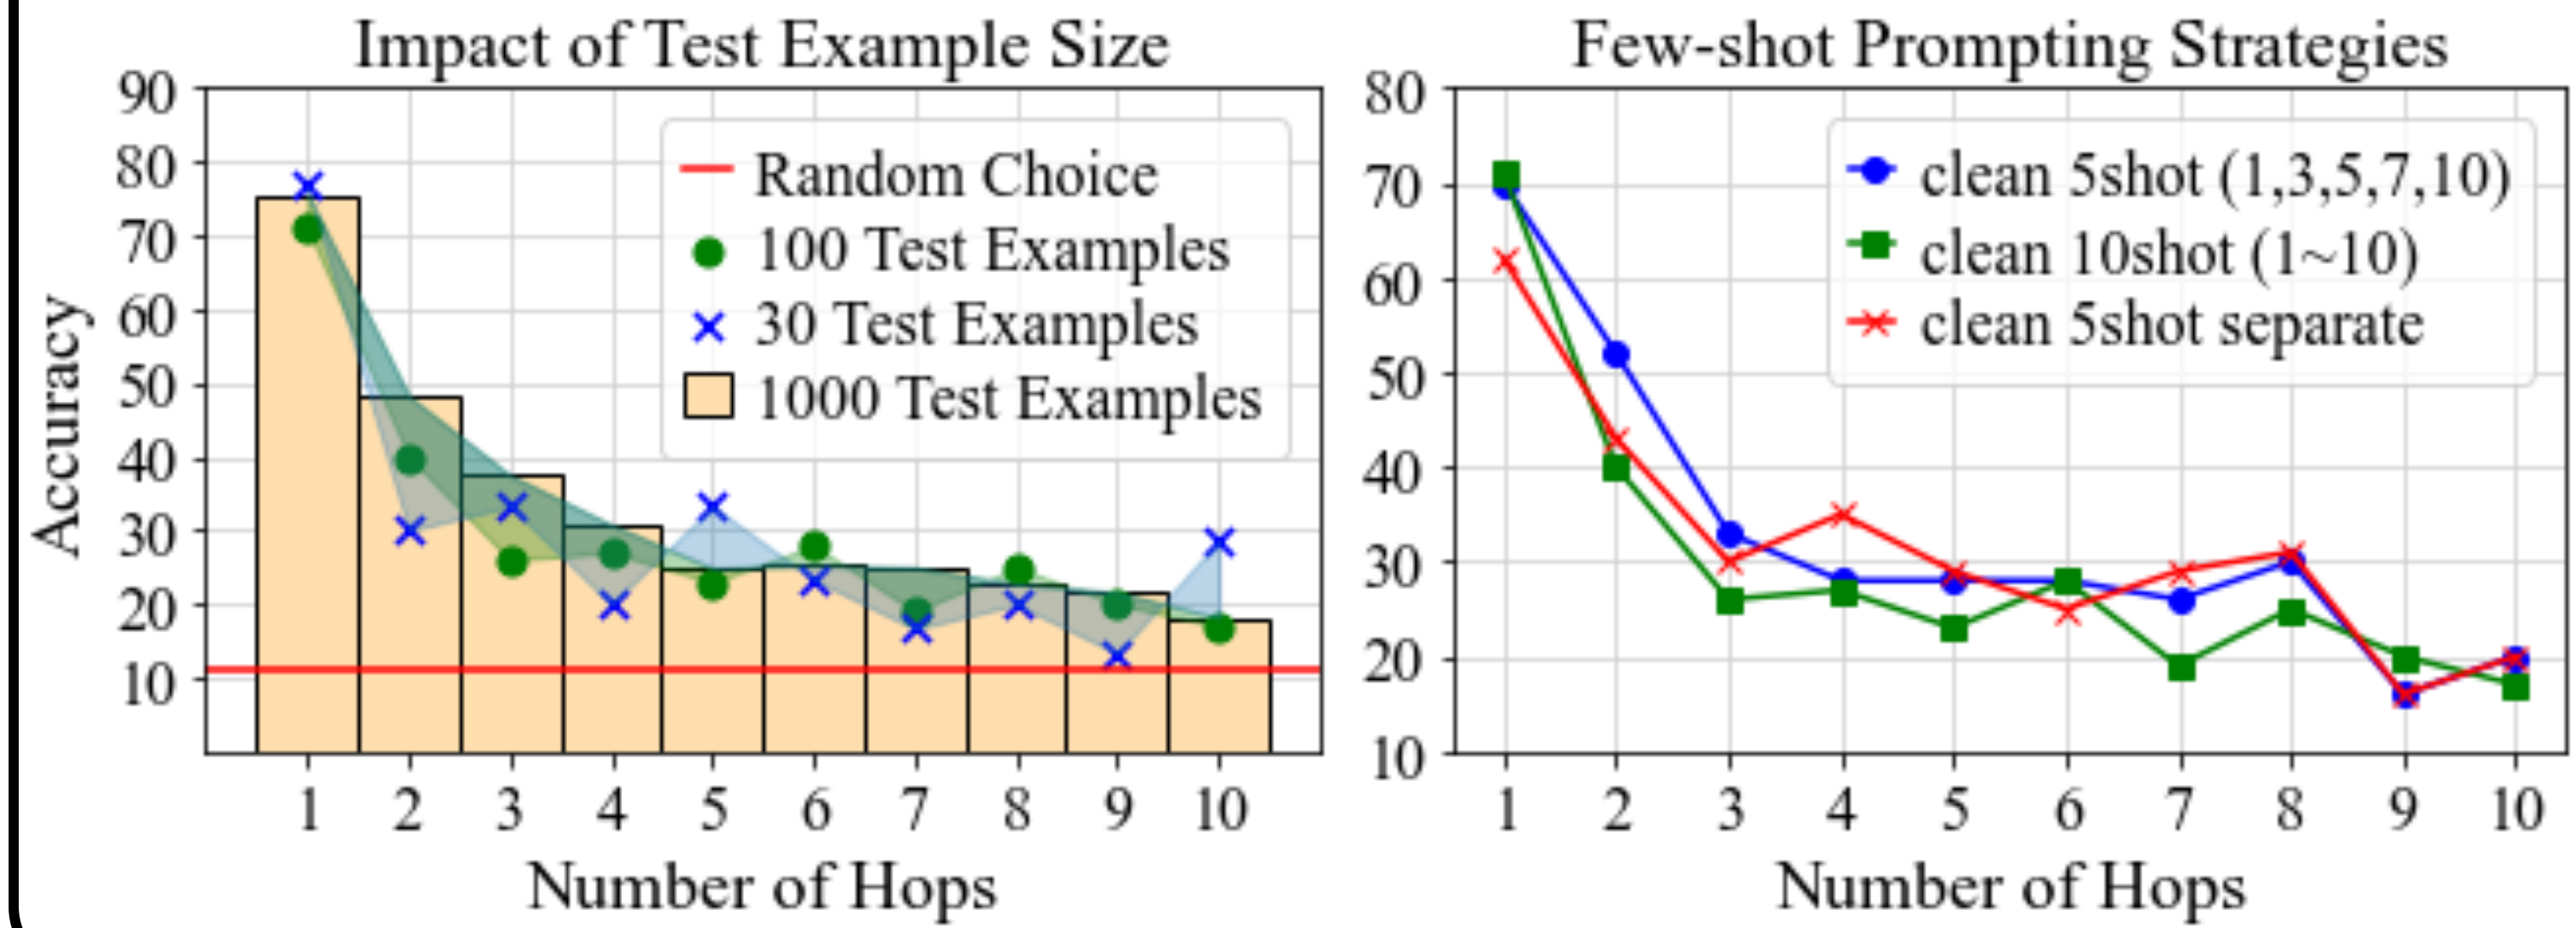 Impact of Test Example Size
Accuracy
90
80
70
60
50
40
30
20
10
Random Choice
100 Test Examples
30 Test Examples
1000 Test Examples
1 2 3 4 5 6 7 8 9 10
Number of Hops
Few-shot Prompting Strategies
80
70
60
50
40
30
20
10
clean 5shot (1,3,5,7,10)
clean 10shot (1~10)
clean 5shot separate
1 2 3 4 5 6 7 8 9 10
Number of Hops